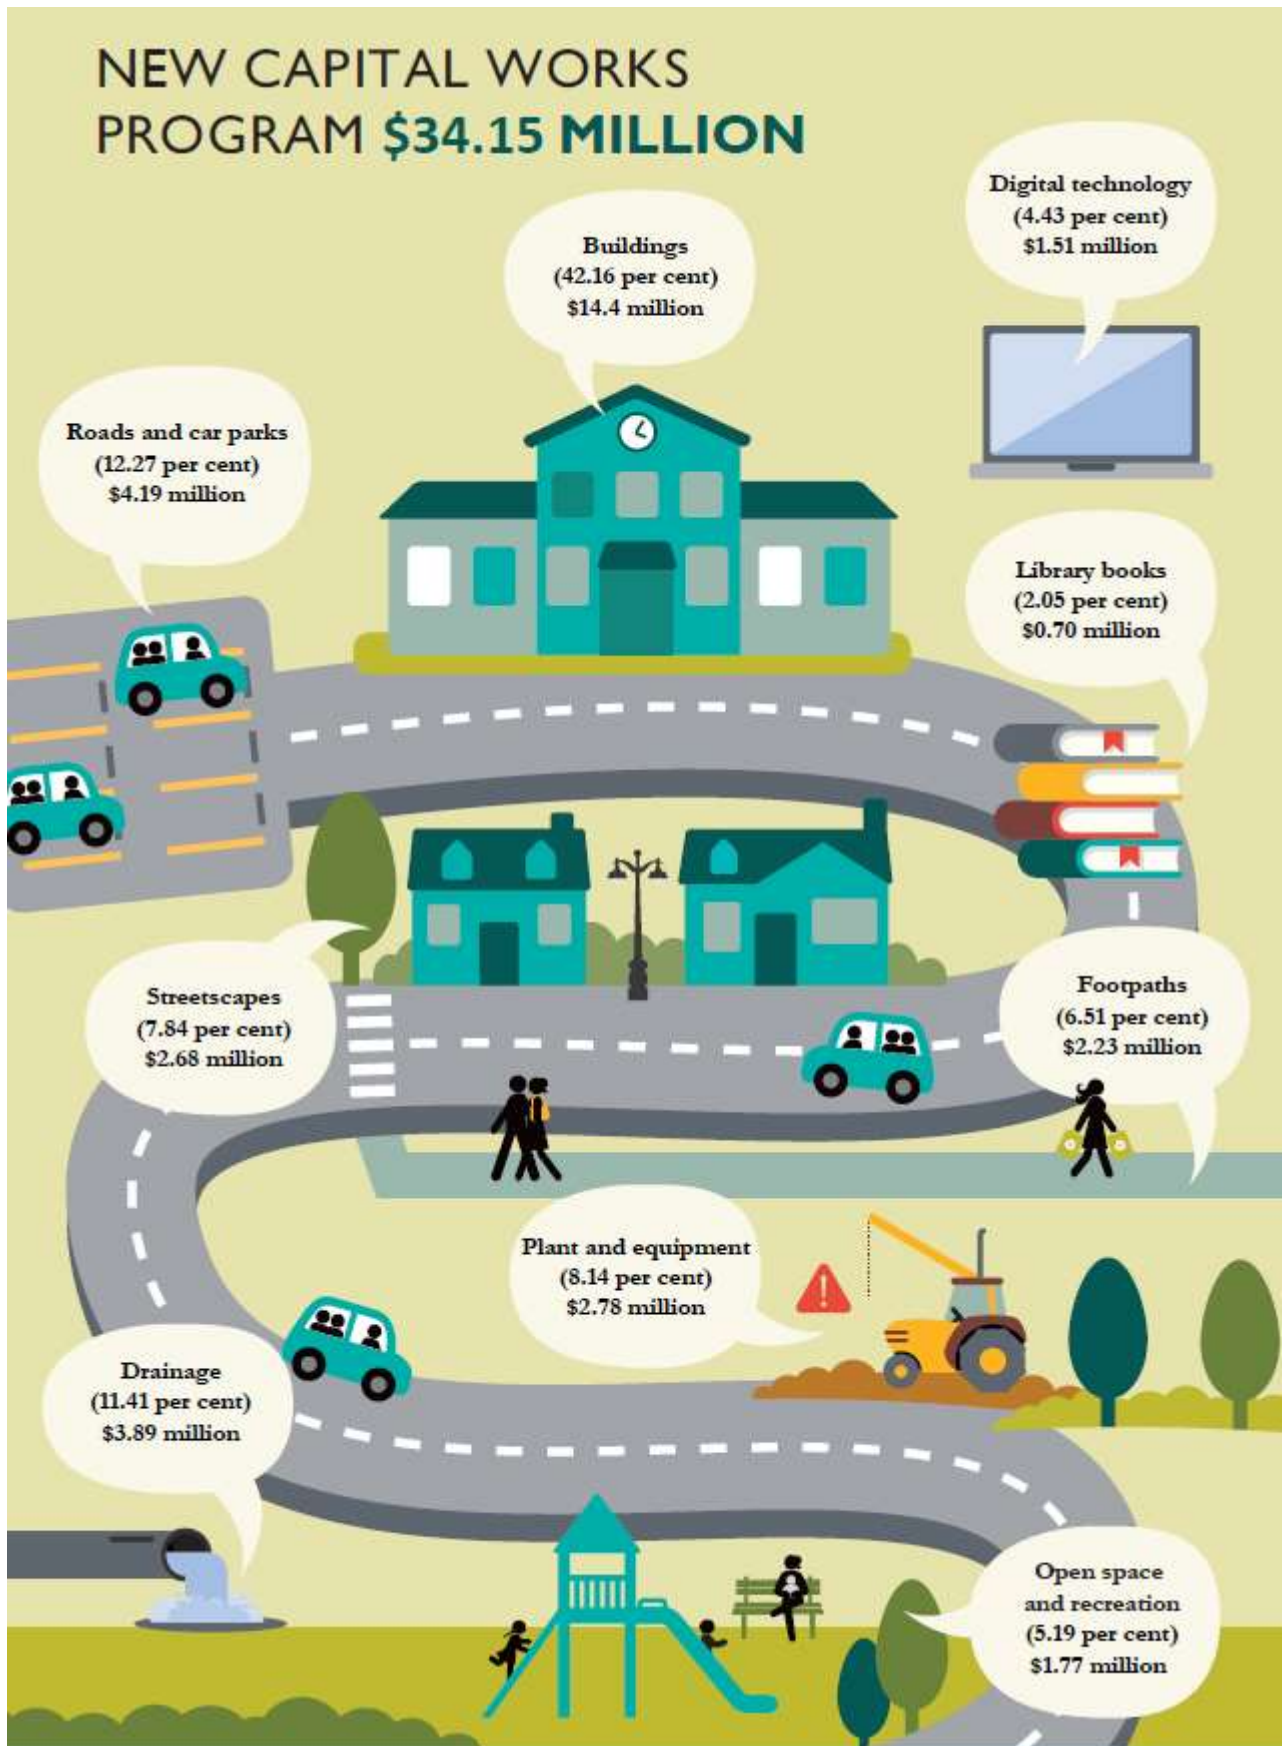 NEW CAPITAL WORKS
PROGRAM $34.15 MILLION
Digital technology
(4.43 per cent)
$1.51 million
Buildings
(42.16 per cent)
$14.4 million
Roads and car parks
(12.27 per cent)
$4.19 million
Library books
(2.05 per cent)
$0.70 million
Streetscapes
(7.84 per cent)
$2.68 million
Footpaths
(6.51 per cent)
$2.23 million
Plant and equipment
(8.14 per cent)
$2.78 million
Drainage
(11.41 per cent)
$3.89 million
Open space
and recreation
(5.19 per cent)
$1.77 million